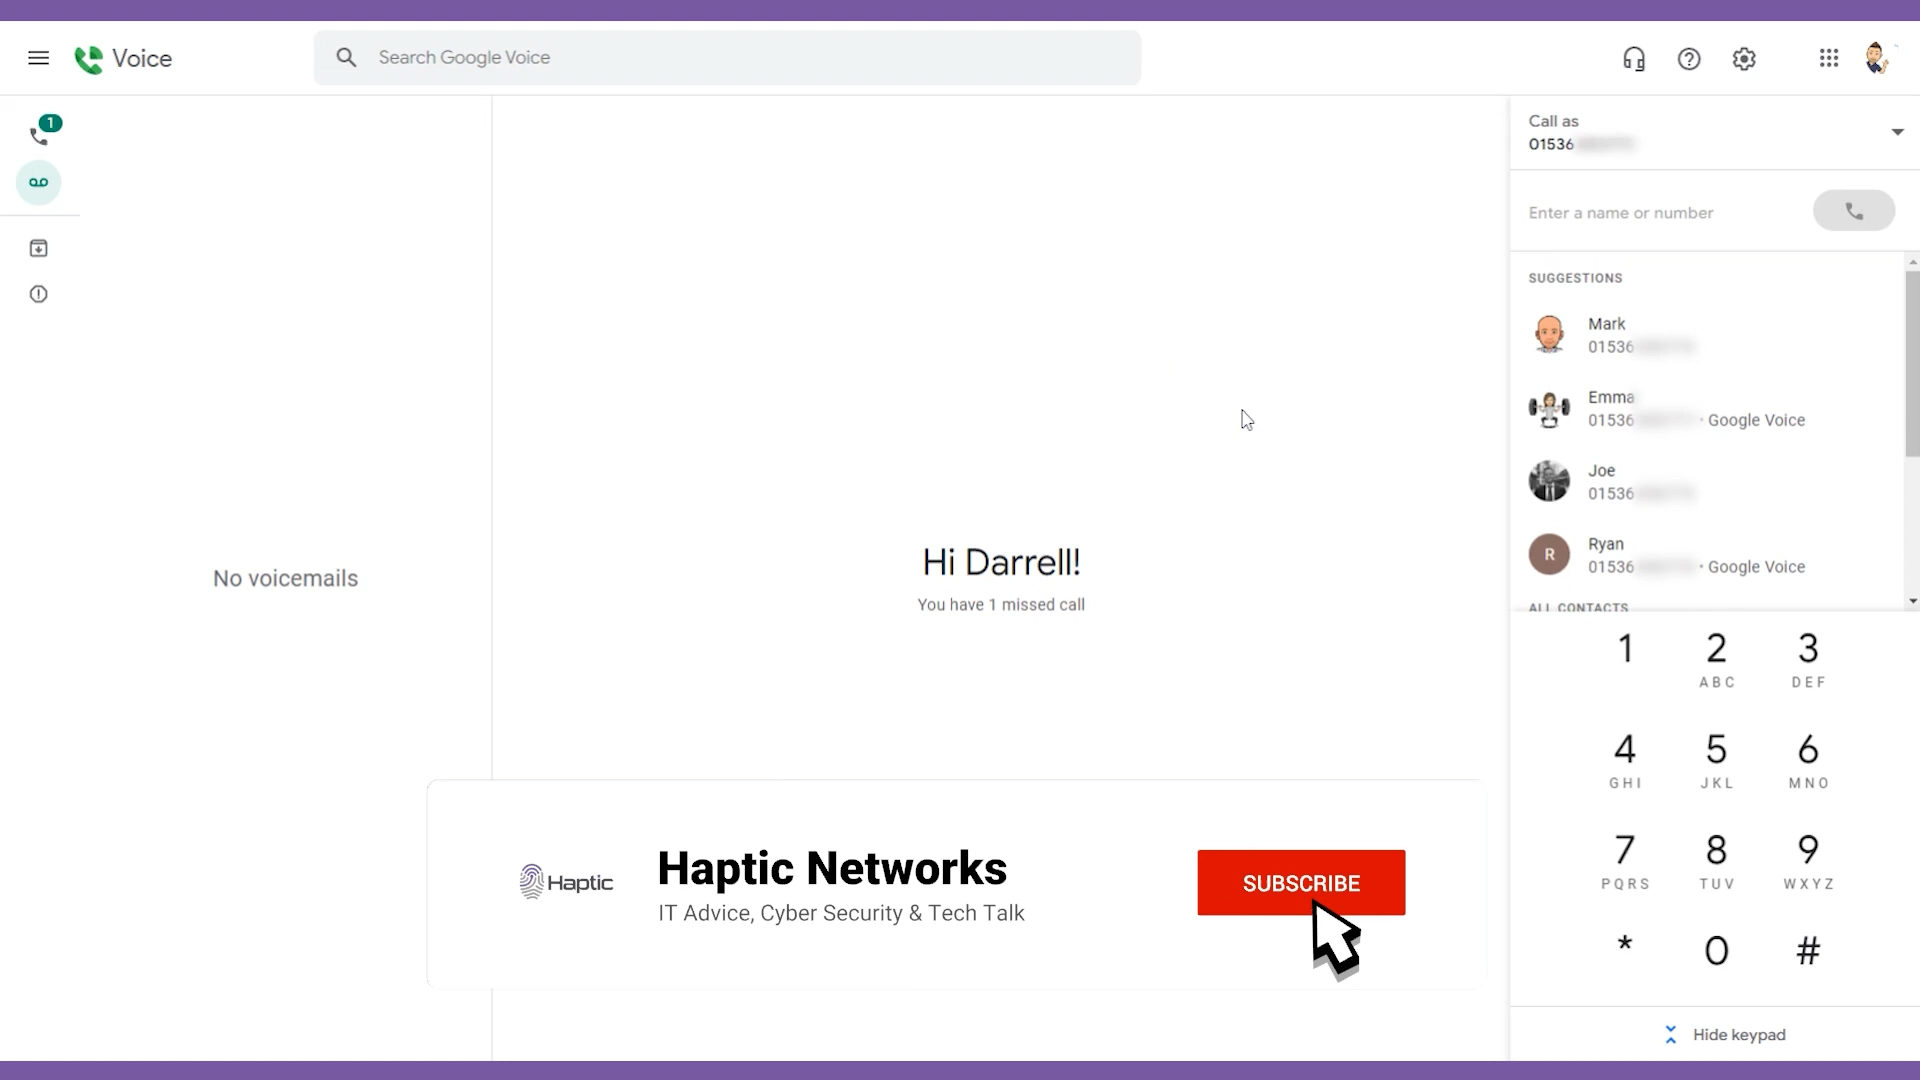 Voice
Search Google Voice
1
Call as
01536
Enter a name or number
SUGGESTIONS
Mark
01536
Emma
01536 · Google Voice
Joe
01536
R
Ryan
01536 · Google Voice
ALL CONTACTS
No voicemails
Hi Darrell!
You have 1 missed call
1 2 3
ABC DEF
4 5 6
GHI JKL MNO
7 8 9
PQRS TUV WXYZ
* 0 #
Hide keypad
Haptic
Haptic Networks
IT Advice, Cyber Security & Tech Talk
SUBSCRIBE